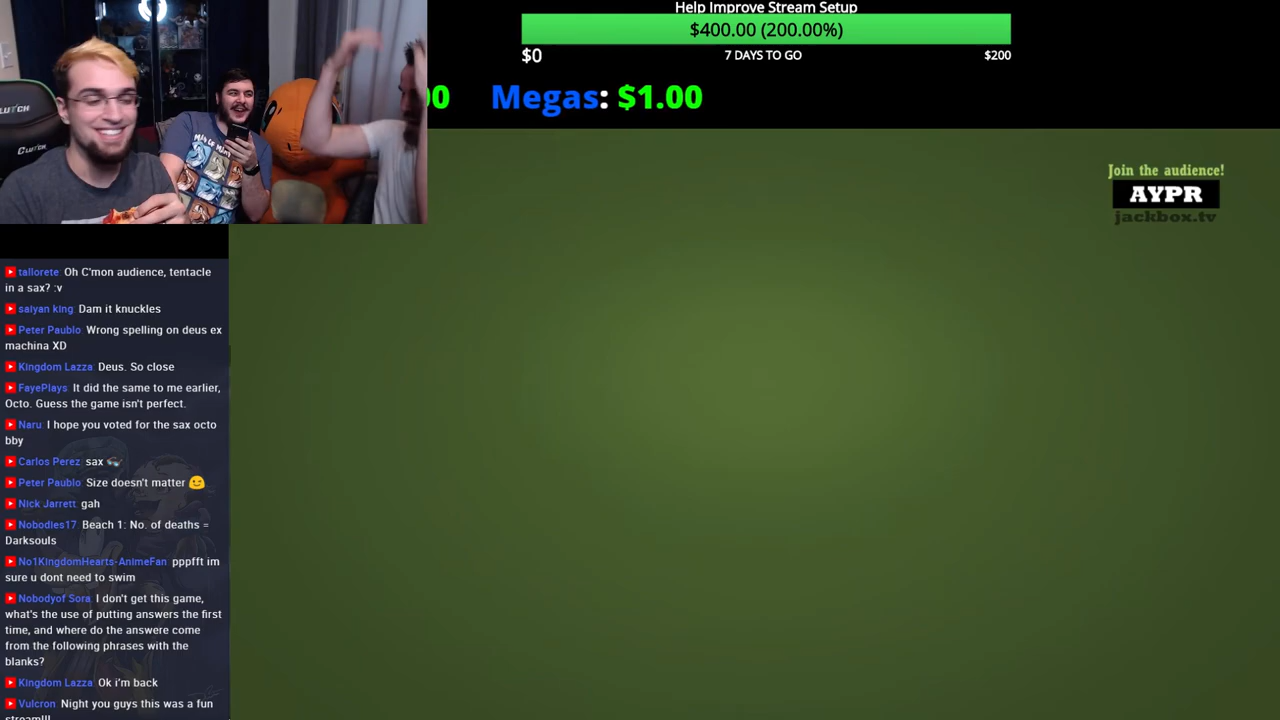 Help Improve Stream Setup
$400.00 (200.00%)
$0
7 DAYS TO GO
$200
00 Megas: $1.00
CLUTCH
CLUTCH
Join the audience!
AYPR
jackbox.tv
tallorete: Oh C'mon audience, tentacle
in a sax? :v
saiyan king Dam it knuckles
Peter Paublo Wrong spelling on deus ex
machina XD
Kingdom Lazza: Deus. So close
FayePlays: It did the same to me earlier,
Octo. Guess the game isn't perfect.
Naru: I hope you voted for the sax octo
bby
Carlos Perez sax
Peter Paublo Size doesn't matter 😉
Nick Jarrett gah
Nobodies17 Beach 1: No. of deaths =
Darksouls
No1KingdomHearts-AnimeFan pppfft im
sure u dont need to swim
Nobodyof Sora I don't get this game,
what's the use of putting answers the first
time, and where do the answere come
from the following phrases with the
blanks?
Kingdom Lazza: Ok i'm back
Vulcron: Night you guys this was a fun
stream!!!